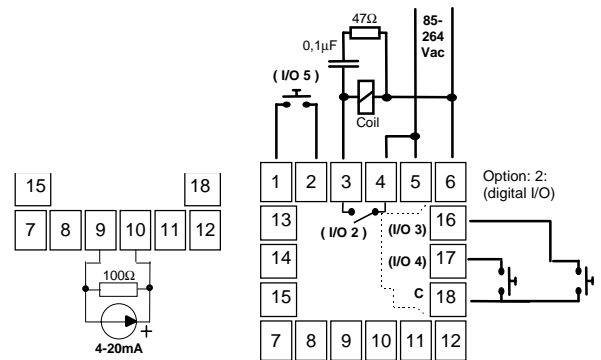 47Ω
85-
264
Vac
0,1µF
( I/O 5 )
Coil
1 2 3 4 5 6
Option: 2:
(digital I/O)
15 18
7 8 9 10 11 12
100Ω
+
4-20mA
13
( I/O 2 )
(I/O 3) 16
14
(I/O 4) 17
15
C 18
7 8 9 10 11 12